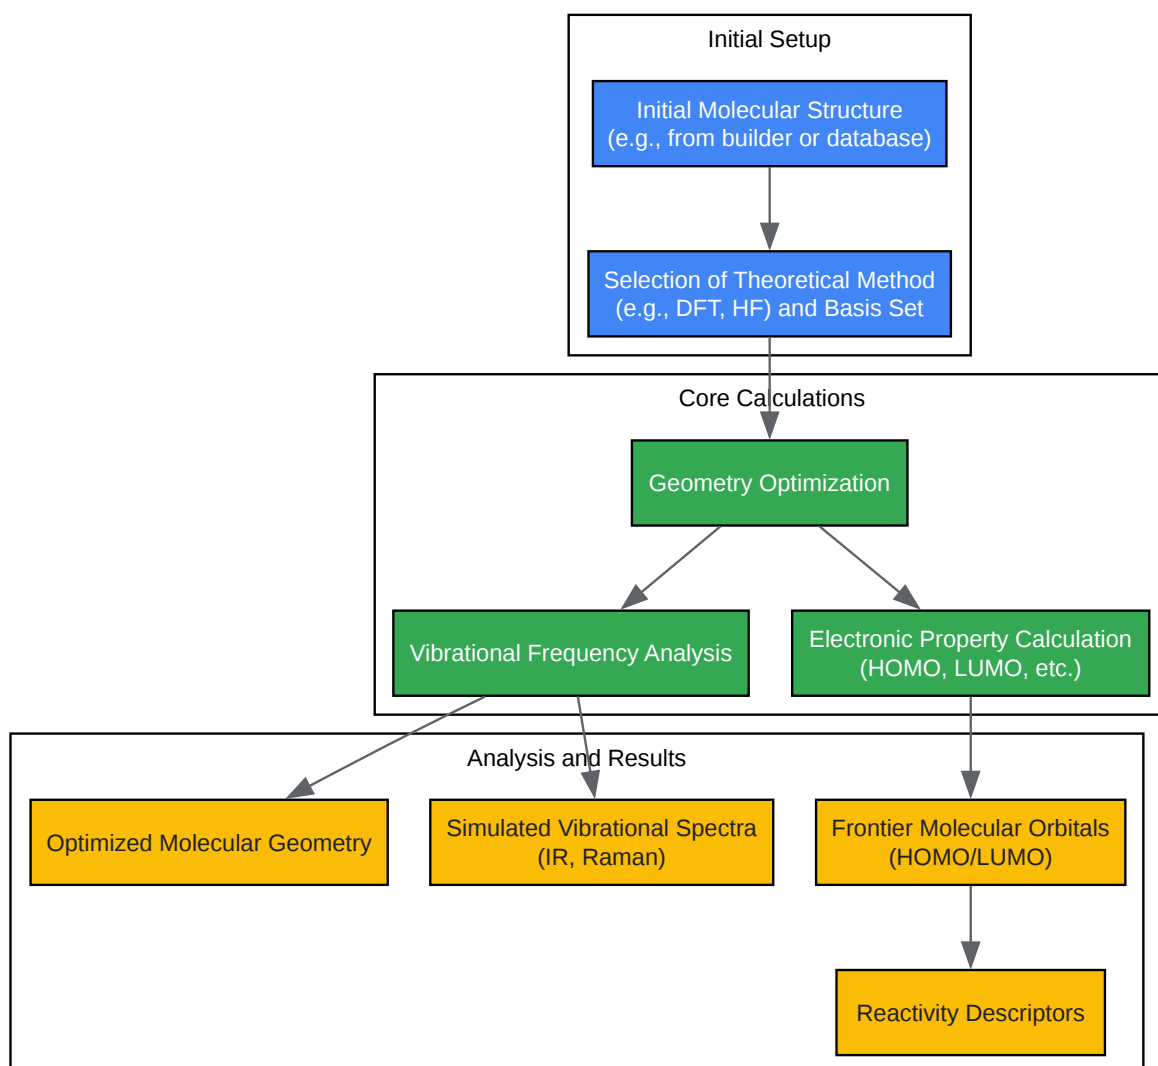 Initial Setup
Initial Molecular Structure
(e.g., from builder or database)
Selection of Theoretical Method
(e.g., DFT, HF) and Basis Set
Core Calculations
Geometry Optimization
Vibrational Frequency Analysis
Electronic Property Calculation
(HOMO, LUMO, etc.)
Analysis and Results
Optimized Molecular Geometry
Simulated Vibrational Spectra
(IR, Raman)
Frontier Molecular Orbitals
(HOMO/LUMO)
Reactivity Descriptors